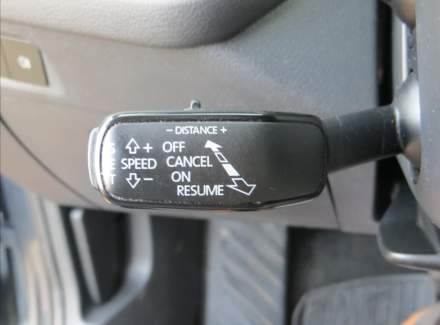 - DISTANCE +
+ OFF
SPEED CANCEL
- ON
RESUME